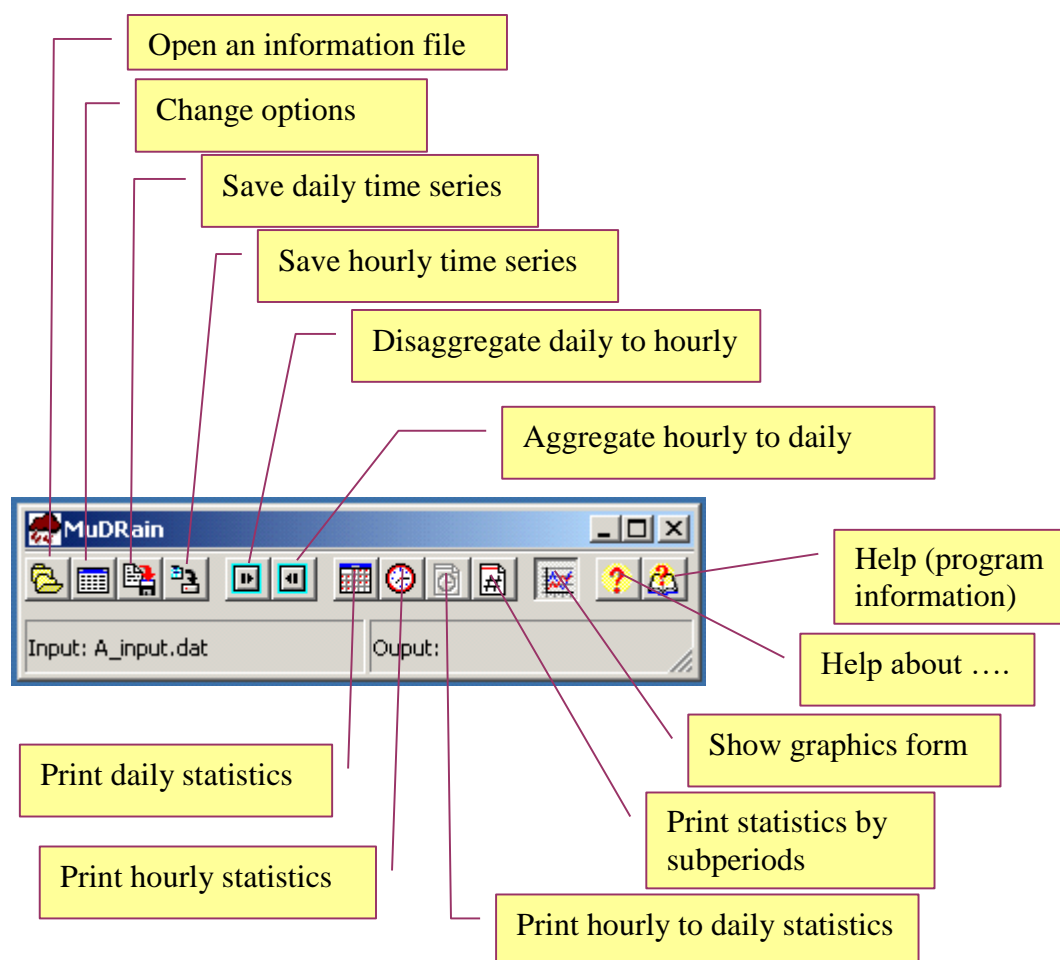 Open an information file
Change options
Save daily time series
Save hourly time series
Disaggregate daily to hourly
Aggregate hourly to daily
MuDRain
Input: A_input.dat
Ouput:
Help (program
information)
Help about ….
Show graphics form
Print daily statistics
Print statistics by
subperiods
Print hourly statistics
Print hourly to daily statistics